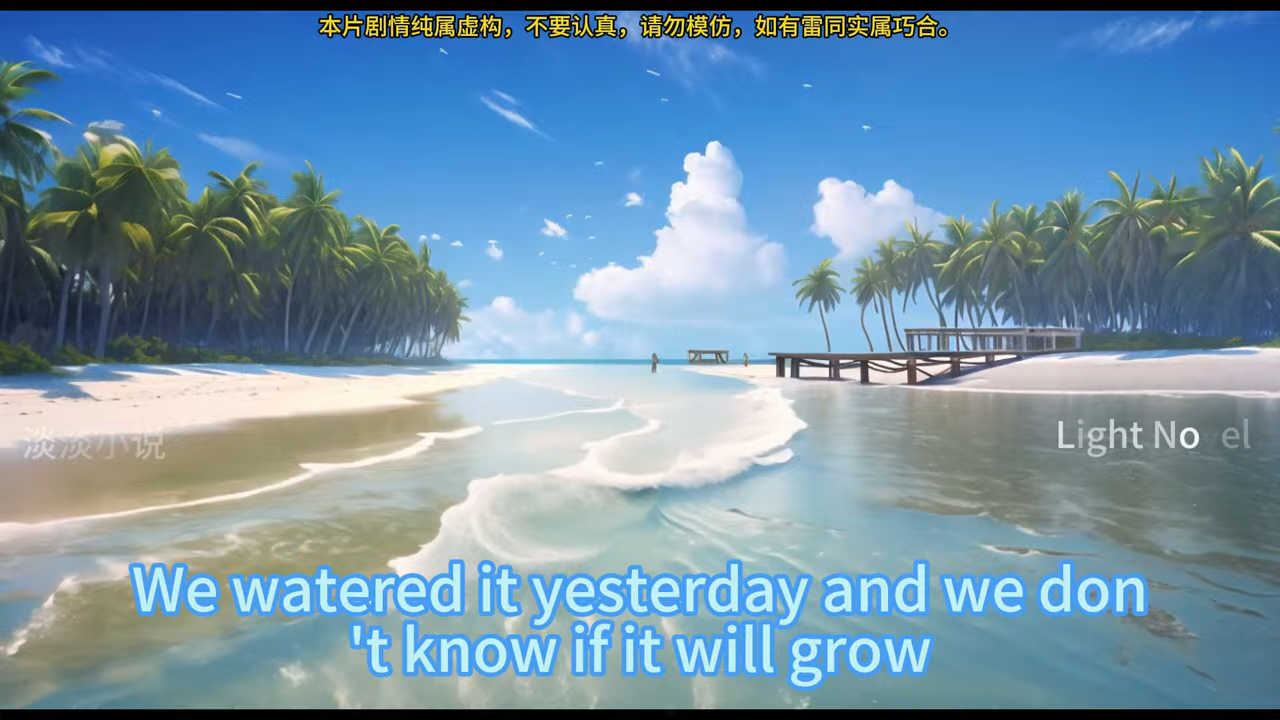 本片剧情纯属虚构，不要认真，请勿模仿，如有雷同实属巧合。
淡淡小说
Light No el
We watered it yesterday and we don
't know if it will grow